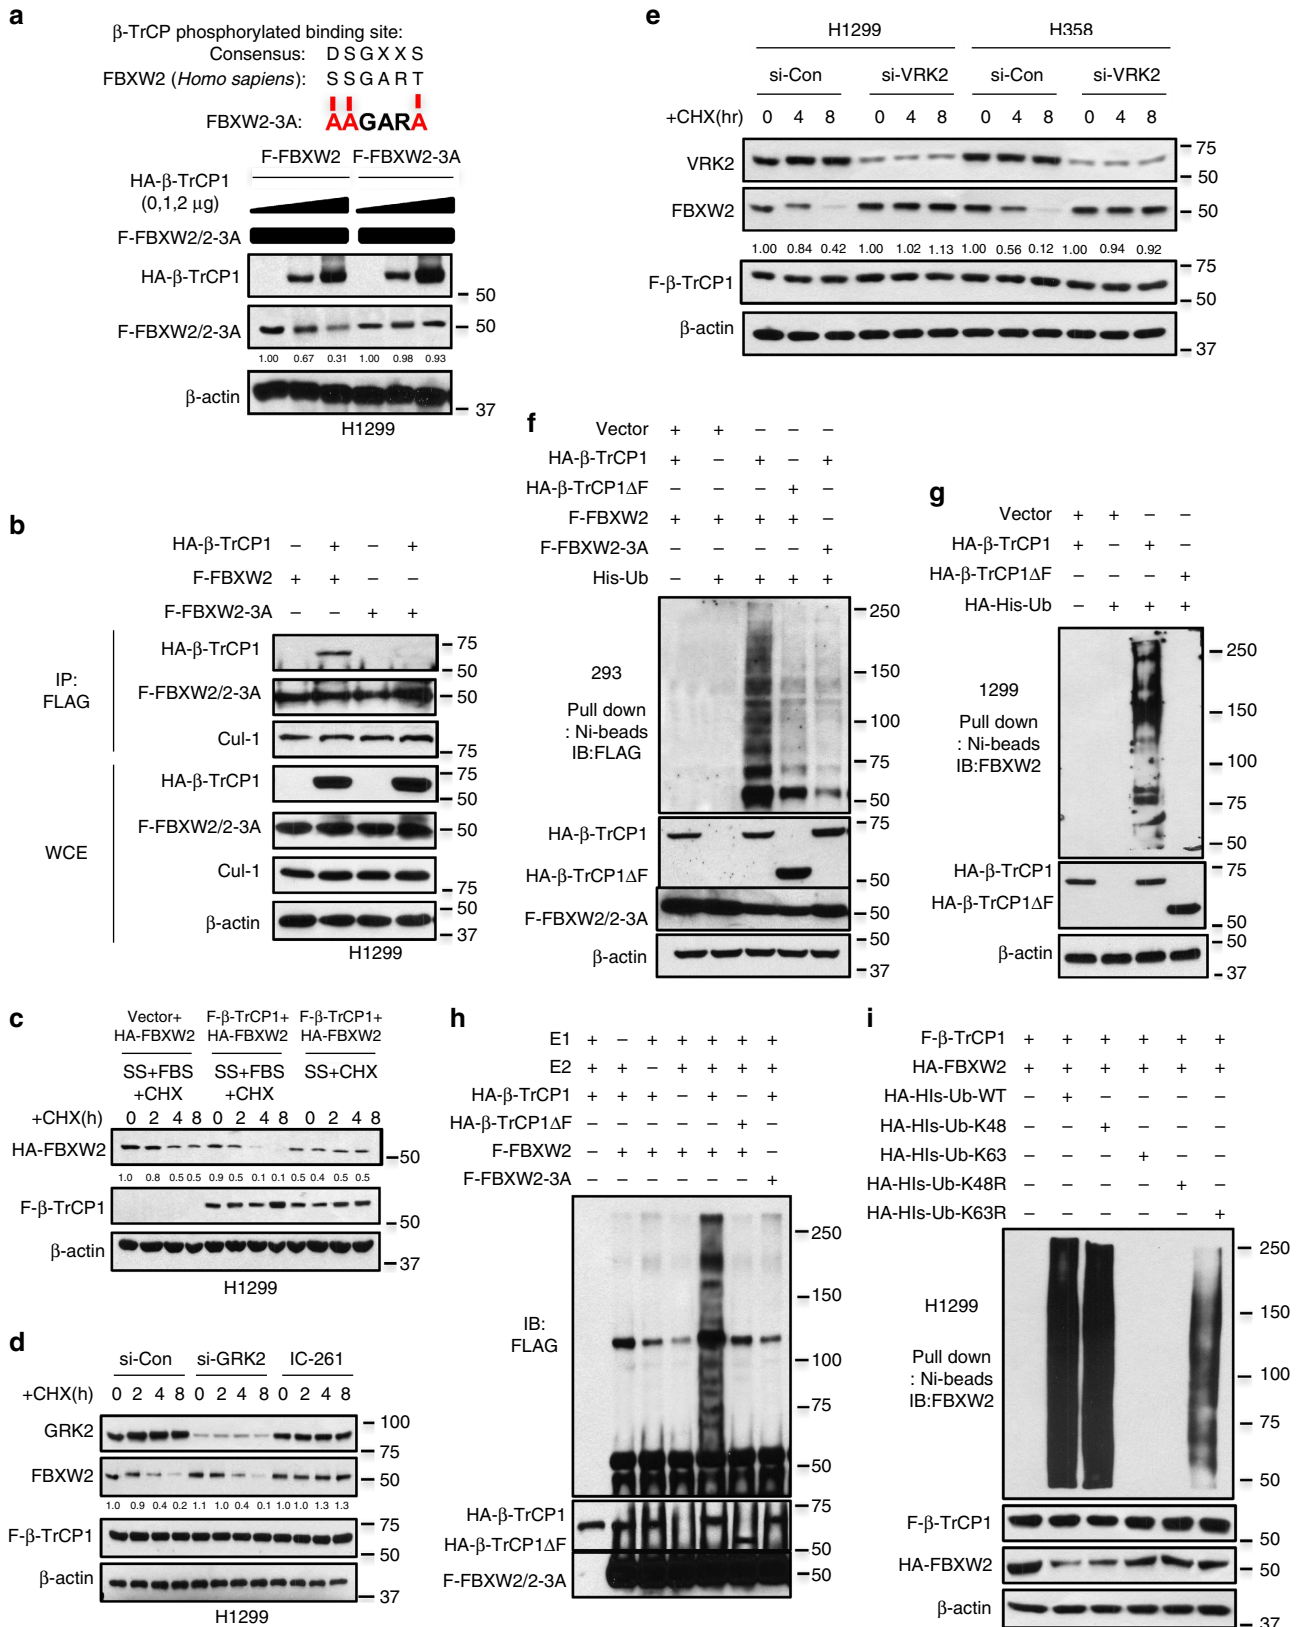 a
β-TrCP phosphorylated binding site:
Consensus: D S G X X S
FBXW2 (Homo sapiens): S S G A R T
FBXW2-3A: AAGARA
F-FBXW2 F-FBXW2-3A
HA-β-TrCP1
(0,1,2 μg)
F-FBXW2/2-3A
HA-β-TrCP1
50
F-FBXW2/2-3A
50
1.00 0.67 0.31 1.00 0.98 0.93
β-actin
37
H1299
b
HA-β-TrCP1 – + – +
F-FBXW2 + + – –
F-FBXW2-3A – – + +
IP:
FLAG
HA-β-TrCP1
75
50
F-FBXW2/2-3A
50
Cul-1
75
WCE
HA-β-TrCP1
75
50
F-FBXW2/2-3A
50
Cul-1
75
β-actin
50
37
H1299
c
Vector+ F-β-TrCP1+ F-β-TrCP1+
HA-FBXW2 HA-FBXW2 HA-FBXW2
SS+FBS SS+FBS SS+CHX
+CHX +CHX
+CHX(h) 0 2 4 8 0 2 4 8 0 2 4 8
HA-FBXW2
50
1.0 0.8 0.5 0.5 0.9 0.5 0.1 0.1 0.5 0.4 0.5 0.5
F-β-TrCP1
50
β-actin
37
H1299
d
si-Con si-GRK2 IC-261
+CHX(h) 0 2 4 8 0 2 4 8 0 2 4 8
GRK2
100
75
FBXW2
50
1.0 0.9 0.4 0.2 1.1 1.0 0.4 0.1 1.0 1.0 1.3 1.3
F-β-TrCP1
75
50
β-actin
37
H1299
e
H1299 H358
si-Con si-VRK2 si-Con si-VRK2
+CHX(hr) 0 4 8 0 4 8 0 4 8 0 4 8
VRK2
75
50
FBXW2
50
1.00 0.84 0.42 1.00 1.02 1.13 1.00 0.56 0.12 1.00 0.94 0.92
F-β-TrCP1
75
50
β-actin
37
f
Vector + + – – –
HA-β-TrCP1 + – + – +
HA-β-TrCP1ΔF – – – + –
F-FBXW2 + + + + –
F-FBXW2-3A – – – – +
His-Ub – + + + +
293
Pull down
: Ni-beads
IB:FLAG
250
150
100
75
50
HA-β-TrCP1
75
HA-β-TrCP1ΔF
50
F-FBXW2/2-3A
50
β-actin
50
37
g
Vector + + – –
HA-β-TrCP1 + – + –
HA-β-TrCP1ΔF – – – +
HA-His-Ub – + + +
1299
Pull down
: Ni-beads
IB:FBXW2
250
150
100
75
50
HA-β-TrCP1
75
HA-β-TrCP1ΔF
50
β-actin
50
37
h
E1 + – + + + + +
E2 + + – + + + +
HA-β-TrCP1 + + + – + – +
HA-β-TrCP1ΔF – – – – – + –
F-FBXW2 – + + + + + –
F-FBXW2-3A – – – – – – +
IB:
FLAG
250
150
100
75
50
HA-β-TrCP1
75
HA-β-TrCP1ΔF
50
F-FBXW2/2-3A
50
i
F-β-TrCP1 + + + + + +
HA-FBXW2 + + + + + +
HA-HIs-Ub-WT – + – – – –
HA-HIs-Ub-K48 – – + – – –
HA-HIs-Ub-K63 – – – + – –
HA-HIs-Ub-K48R – – – – + –
HA-HIs-Ub-K63R – – – – – +
H1299
Pull down
: Ni-beads
IB:FBXW2
250
150
100
75
50
F-β-TrCP1
50
HA-FBXW2
50
β-actin
37